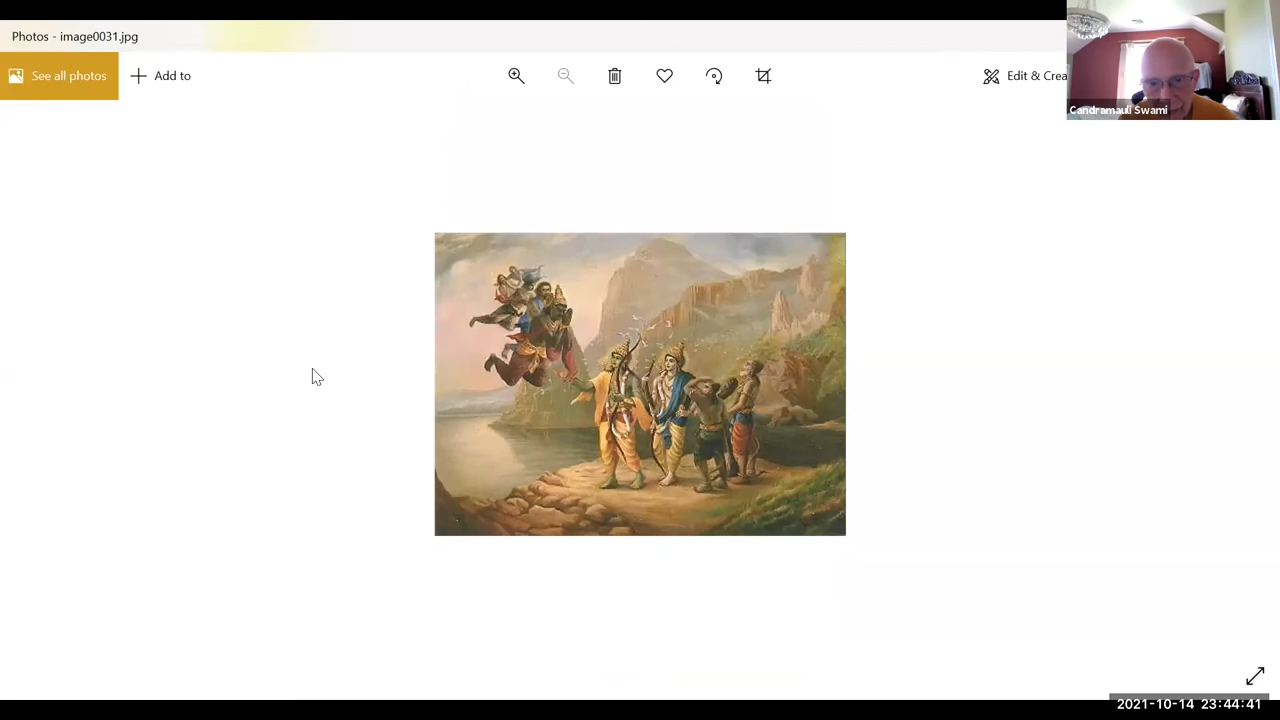 Photos - image0031.jpg
See all photos
Add to
Edit & Crea
Candramauli Swami
2021-10-14 23:44:41